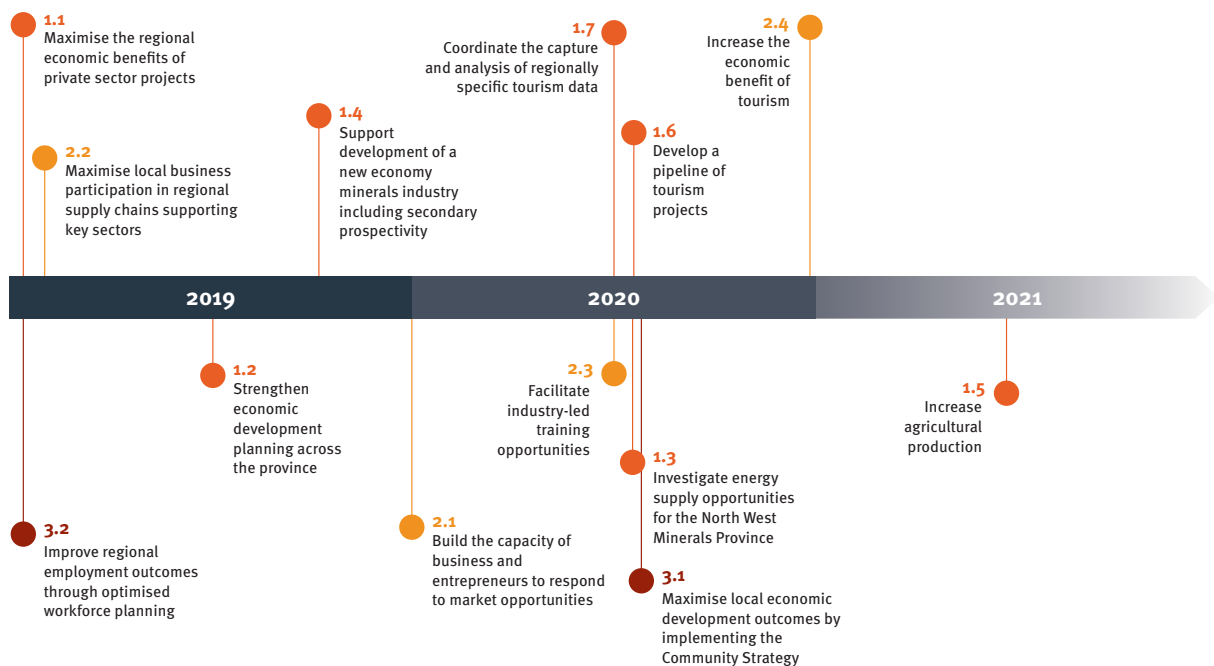 1.1
Maximise the regional
economic benefits of
private sector projects
2.2
Maximise local business
participation in regional
supply chains supporting
key sectors
1.4
Support
development of a
new economy
minerals industry
including secondary
prospectivity
1.7
Coordinate the capture
and analysis of regionally
specific tourism data
1.6
Develop a
pipeline of
tourism
projects
2.4
Increase the
economic
benefit of
tourism
2019
2020
2021
3.2
Improve regional
employment outcomes
through optimised
workforce planning
1.2
Strengthen
economic
development
planning across
the province
2.1
Build the capacity of
business and
entrepreneurs to respond
to market opportunities
2.3
Facilitate
industry-led
training
opportunities
1.3
Investigate energy
supply opportunities
for the North West
Minerals Province
3.1
Maximise local economic
development outcomes by
implementing the
Community Strategy
1.5
Increase
agricultural
production